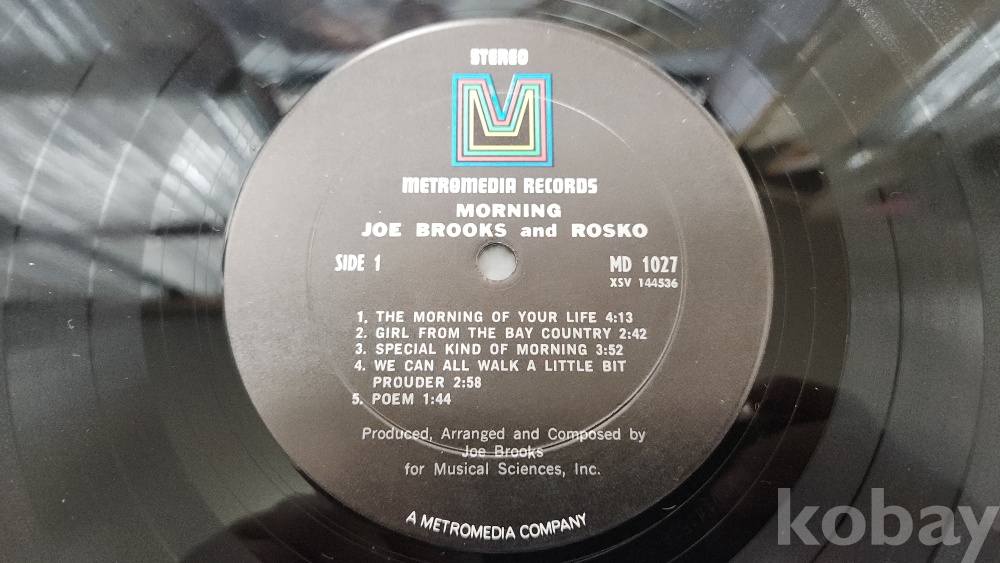 STEREO
METROMEDIA RECORDS
MORNING
JOE BROOKS and ROSKO
SIDE 1
MD 1027
XSV 144536
1. THE MORNING OF YOUR LIFE 4:13
2. GIRL FROM THE BAY COUNTRY 2:42
3. SPECIAL KIND OF MORNING 3:52
4. WE CAN ALL WALK A LITTLE BIT
PROUDER 2:58
5. POEM 1:44
Produced, Arranged and Composed by
Joe Brooks
for Musical Sciences, Inc.
A METROMEDIA COMPANY
kobay